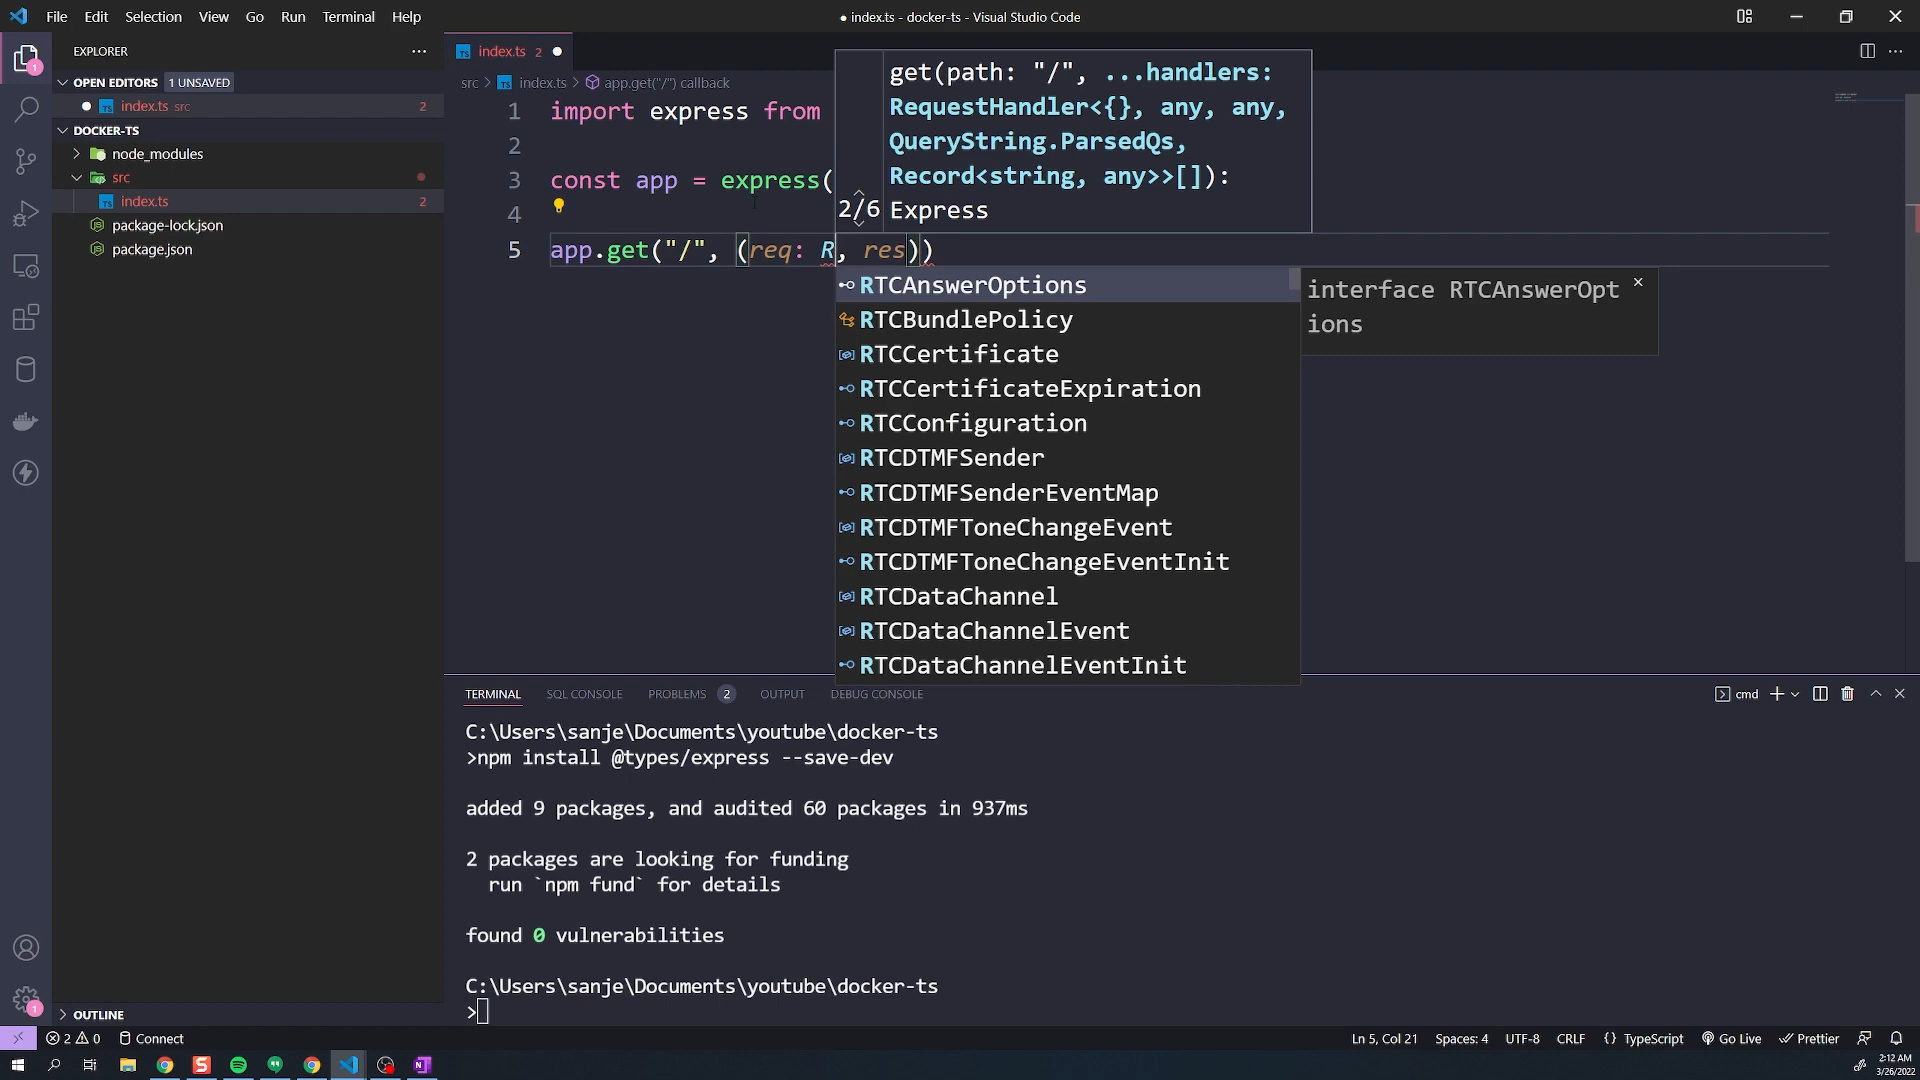 File Edit Selection View Go Run Terminal Help
● index.ts - docker-ts - Visual Studio Code
EXPLORER
OPEN EDITORS 1 UNSAVED
index.ts src 2
DOCKER-TS
node_modules
src
index.ts 2
package-lock.json
package.json
OUTLINE
1
1
index.ts 2
src > index.ts > app.get("/") callback
1 import express from
2
3 const app = express(
4
5 app.get("/", (req: R, res))
get(path: "/", ...handlers:
RequestHandler<{}, any, any,
QueryString.ParsedQs,
Record<string, any>>[]):
2/6 Express
RTCAnswerOptions
RTCBundlePolicy
RTCCertificate
RTCCertificateExpiration
RTCConfiguration
RTCDTMFSender
RTCDTMFSenderEventMap
RTCDTMFToneChangeEvent
RTCDTMFToneChangeEventInit
RTCDataChannel
RTCDataChannelEvent
RTCDataChannelEventInit
interface RTCAnswerOpt
ions
TERMINAL SQL CONSOLE PROBLEMS 2 OUTPUT DEBUG CONSOLE
cmd
C:\Users\sanje\Documents\youtube\docker-ts
>npm install @types/express --save-dev
added 9 packages, and audited 60 packages in 937ms
2 packages are looking for funding
run `npm fund` for details
found 0 vulnerabilities
C:\Users\sanje\Documents\youtube\docker-ts
>
2 0 Connect
Ln 5, Col 21 Spaces: 4 UTF-8 CRLF {} TypeScript Go Live Prettier
2:12 AM
3/26/2022